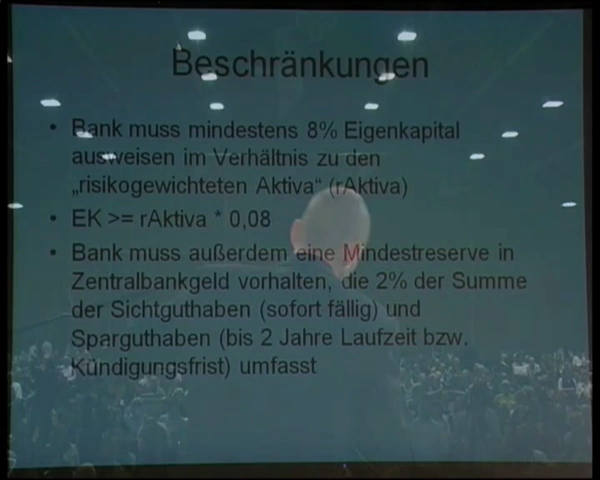 Beschränkungen
• Bank muss mindestens 8% Eigenkapital
ausweisen im Verhältnis zu den
„risikogewichteten Aktiva“ (rAktiva)
• EK >= rAktiva * 0,08
• Bank muss außerdem eine Mindestreserve in
Zentralbankgeld vorhalten, die 2% der Summe
der Sichtguthaben (sofort fällig) und
Sparguthaben (bis 2 Jahre Laufzeit bzw.
Kündigungsfrist) umfasst